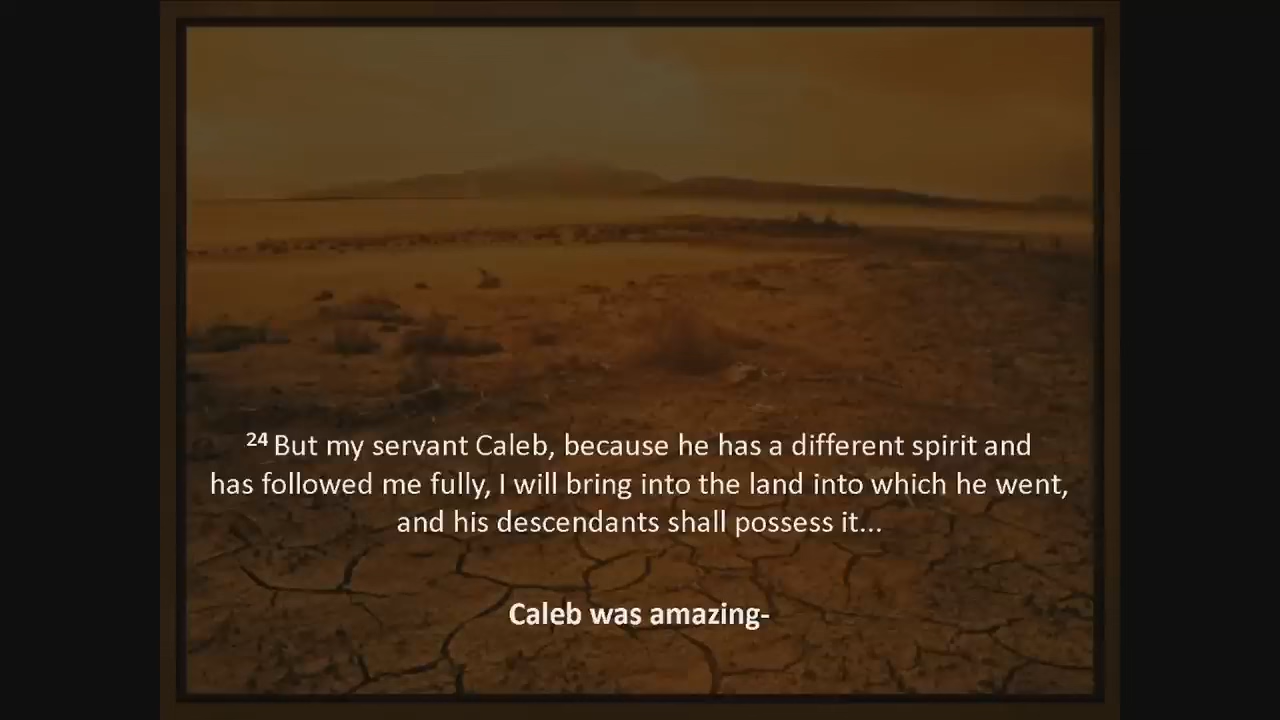 24 But my servant Caleb, because he has a different spirit and
has followed me fully, I will bring into the land into which he went,
and his descendants shall possess it...
Caleb was amazing-